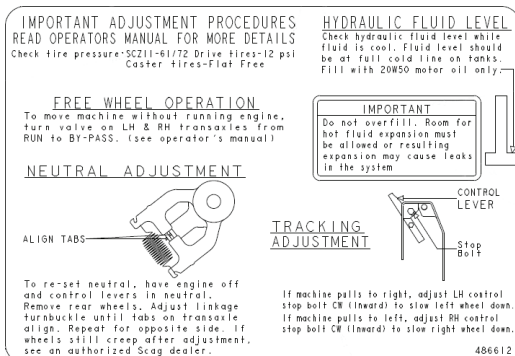 IMPORTANT ADJUSTMENT PROCEDURES
READ OPERATORS MANUAL FOR MORE DETAILS
Check tire pressure·SCZII-61/72 Drive tires-12 psi
Caster tires-Flat Free
FREE WHEEL OPERATION
To move machine without running engine,
turn valve on LH & RH transaxles from
RUN to BY-PASS. (see operator's manual)
NEUTRAL ADJUSTMENT
ALIGN TABS
To re-set neutral, have engine off
and control levers in neutral.
Remove rear wheels. Adjust linkage
turnbuckle until tabs on transaxle
align. Repeat for opposite side. If
wheels still creep after adjustment,
see an authorized Scag dealer.
HYDRAULIC FLUID LEVEL
Check hydraulic fluid level while
fluid is cool. Fluid level should
be at full cold line on tanks.
Fill with 20W50 motor oil only.
IMPORTANT
Do not overfill. Room for
hot fluid expansion must
be allowed or resulting
expansion may cause leaks
in the system
TRACKING
ADJUSTMENT
CONTROL
LEVER
Stop
Bolt
If machine pulls to right, adjust LH control
stop bolt CW (Inward) to slow left wheel down.
If machine pulls to left, adjust RH control
stop bolt CW (Inward) to slow right wheel down.
486612